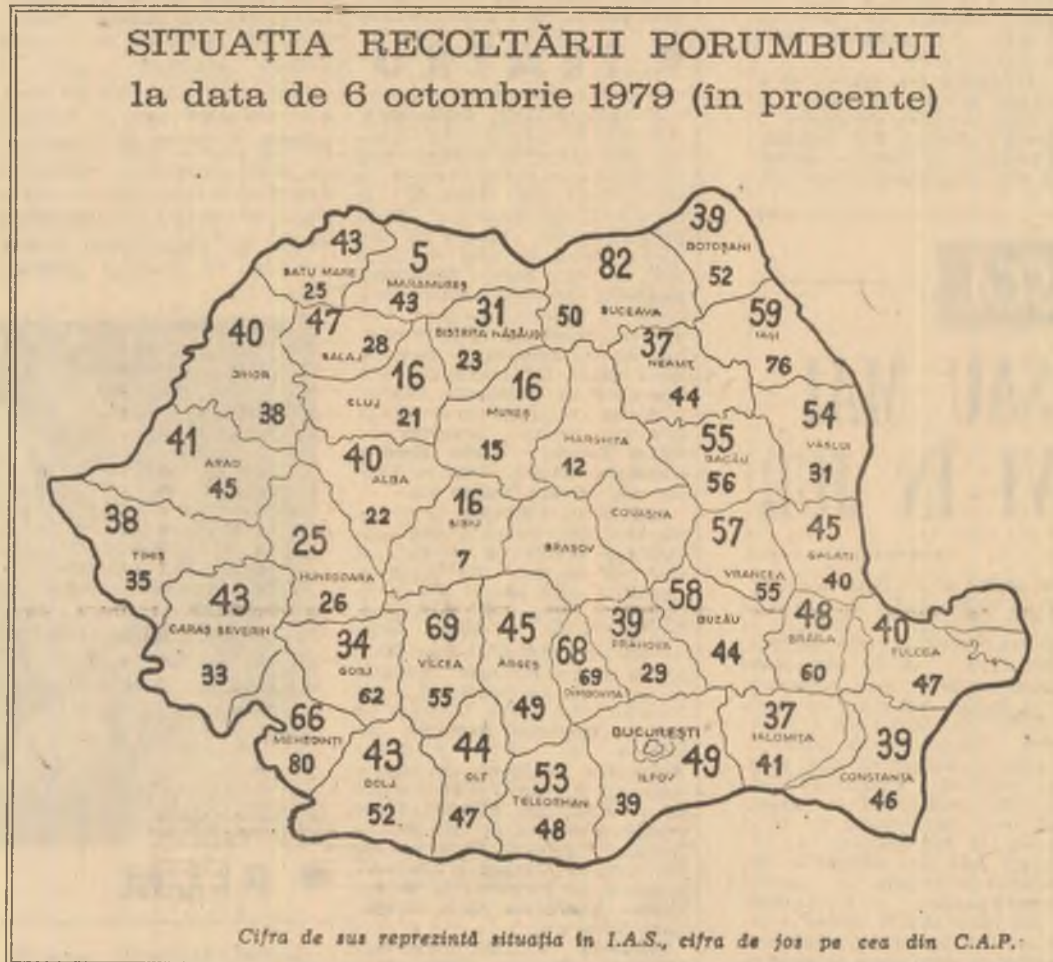 SITUAȚIA RECOLTĂRII PORUMBULUI
la data de 6 octombrie 1979 (în procente)
39
BOTOȘANI
52
43
SATU MARE
25
5
MARAMUREȘ
43
82
50
SUCEAVA
47
SALAJ
28
31
BISTRIȚA NĂSĂUD
23
59
IAȘI
76
40
BIHOR
38
37
NEAMȚ
44
16
CLUJ
21
16
MUREȘ
15
HARGHITA
12
54
VASLUI
31
41
ARAD
45
40
ALBA
22
55
BACĂU
56
16
SIBIU
7
COVASNA
BRAȘOV
38
TIMIȘ
35
25
HUNEDOARA
26
57
VRANCEA
55
45
GALAȚI
40
43
CARAȘ SEVERIN
33
34
GORJ
62
69
VÎLCEA
55
45
ARGEȘ
49
68
69
DÎMBOVIȚA
39
PRAHOVA
29
58
BUZĂU
44
48
BRĂILA
60
40
TULCEA
47
66
MEHEDINȚI
80
43
DOLJ
52
44
OLT
47
53
TELEORMAN
48
BUCUREȘTI
49
ILFOV
39
37
IALOMIȚA
41
39
CONSTANȚA
46
Cifra de sus reprezintă situația în I.A.S., cifra de jos pe cea din C.A.P.